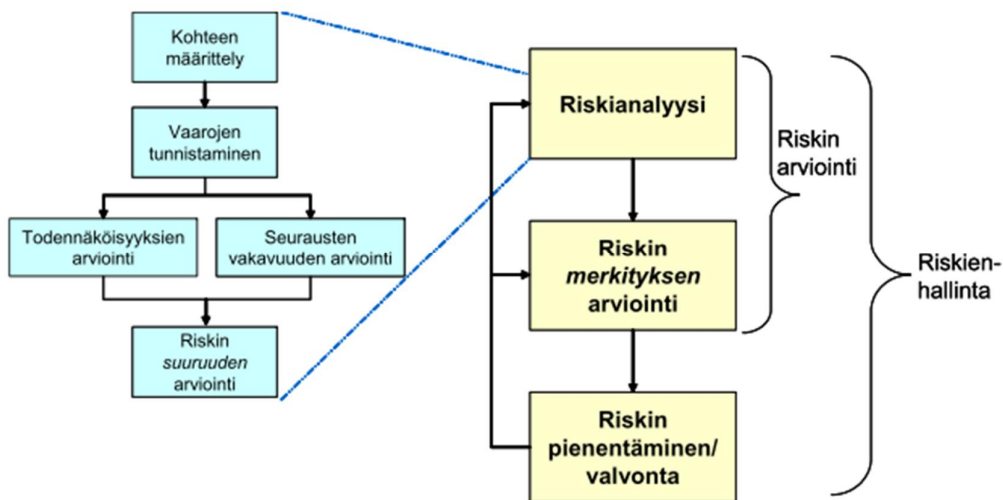 Kohteen
määrittely
Vaarojen
tunnistaminen
Todennäköisyyksien
arviointi
Seurausten
vakavuuden arviointi
Riskin
suuruuden
arviointi
Riskianalyysi
Riskin
merkityksen
arviointi
Riskin
pienentäminen/
valvonta
Riskin
arviointi
Riskien-
hallinta